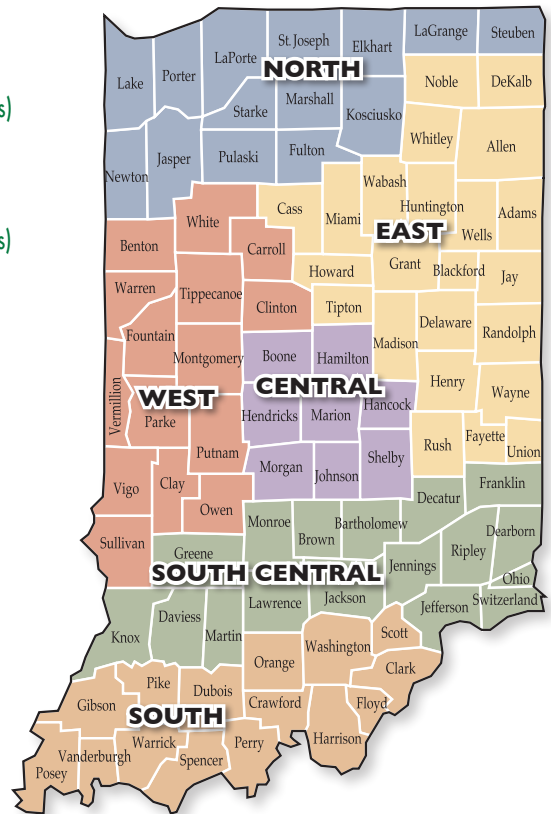 LaGrange
Steuben
St. Joseph
Elkhart
LaPorte
Lake
Porter
NORTH
Noble
DeKalb
s)
Starke
Marshall
Kosciusko
Whitley
Allen
Newton
Jasper
Pulaski
Fulton
Wabash
Huntington
Cass
Miami
Adams
White
EAST
Wells
s)
Benton
Carroll
Grant
Blackford
Jay
Howard
Warren
Tippecanoe
Clinton
Tipton
Delaware
Randolph
Fountain
Madison
Montgomery
Boone
Hamilton
Henry
Wayne
WEST
CENTRAL
Vermillion
Parke
Hendricks
Marion
Hancock
Putnam
Rush
Fayette
Union
Morgan
Johnson
Shelby
Vigo
Clay
Franklin
Decatur
Owen
Monroe
Brown
Bartholomew
Dearborn
Sullivan
Greene
Jennings
Ripley
SOUTH CENTRAL
Ohio
Lawrence
Jackson
Jefferson
Switzerland
Knox
Daviess
Martin
Washington
Scott
Orange
Clark
Pike
Dubois
Gibson
Crawford
Floyd
SOUTH
Harrison
Warrick
Perry
Vanderburgh
Spencer
Posey